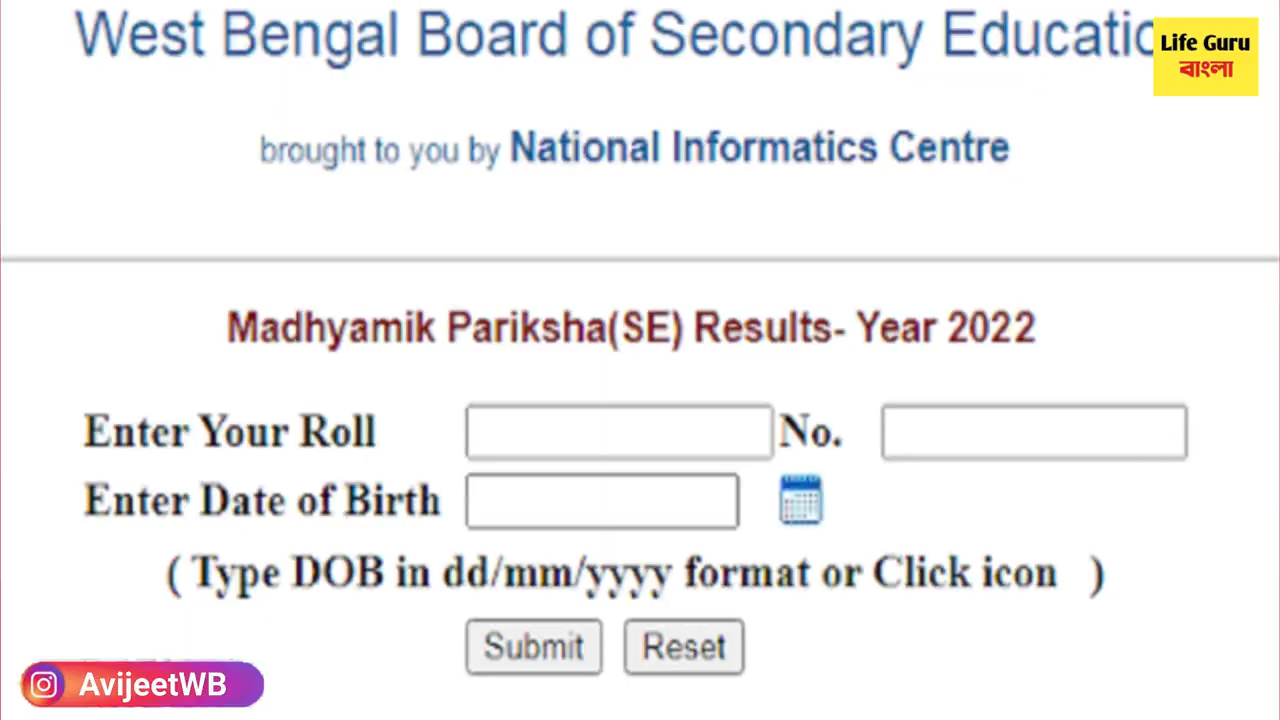 West Bengal Board of Secondary Educatio
Life Guru
বাংলা
brought to you by National Informatics Centre
Madhyamik Pariksha(SE) Results- Year 2022
Enter Your Roll No.
Enter Date of Birth
( Type DOB in dd/mm/yyyy format or Click icon )
Submit Reset
AvijeetWB